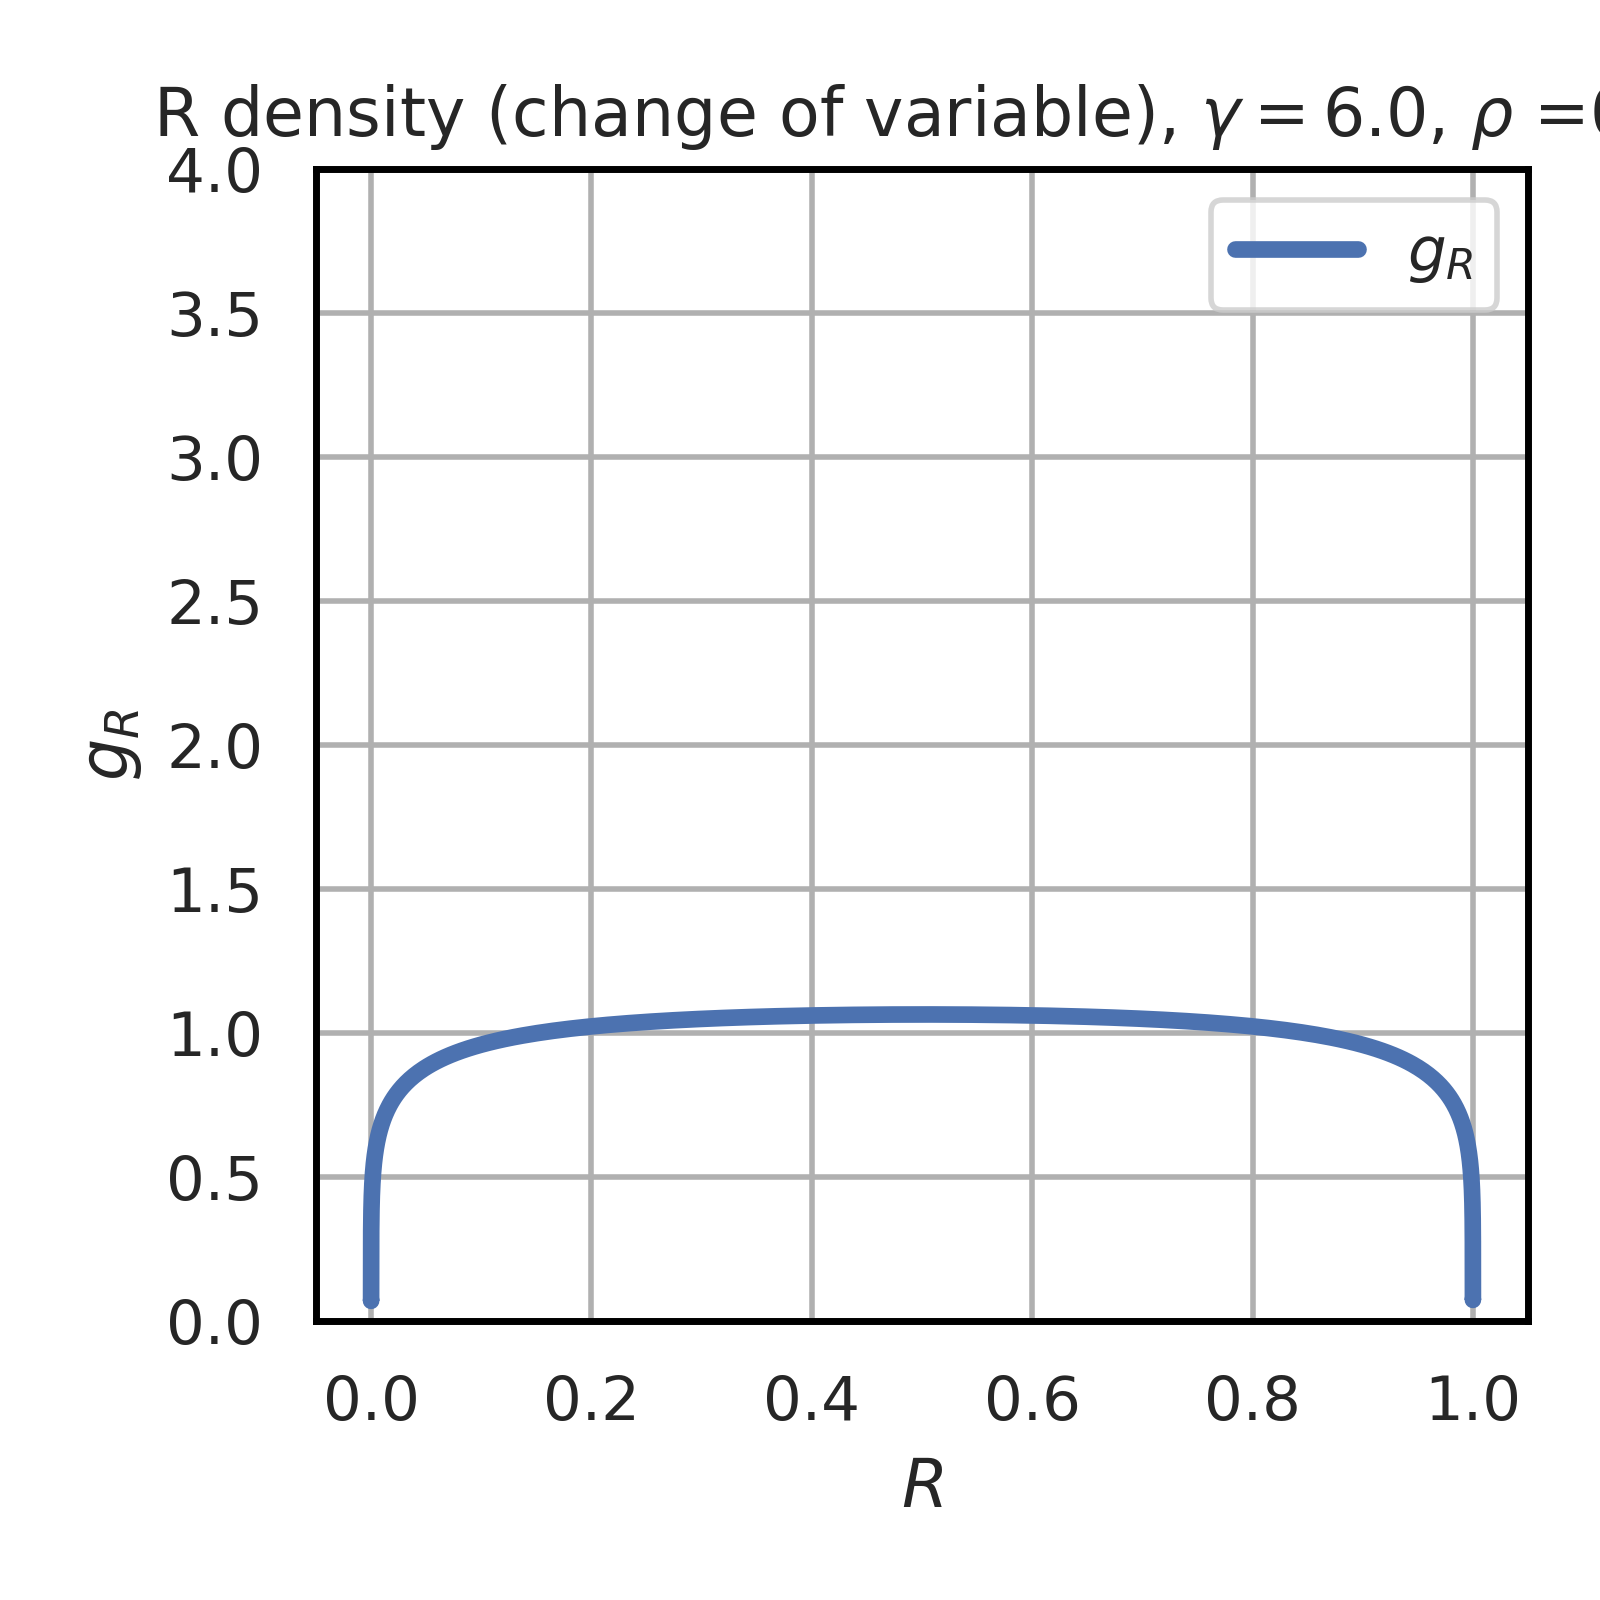 R density (change of variable), γ = 6.0, ρ =
4.0
g_R
3.5
3.0
2.5
2.0
1.5
1.0
0.5
0.0
g_R
0.0 0.2 0.4 0.6 0.8 1.0
R